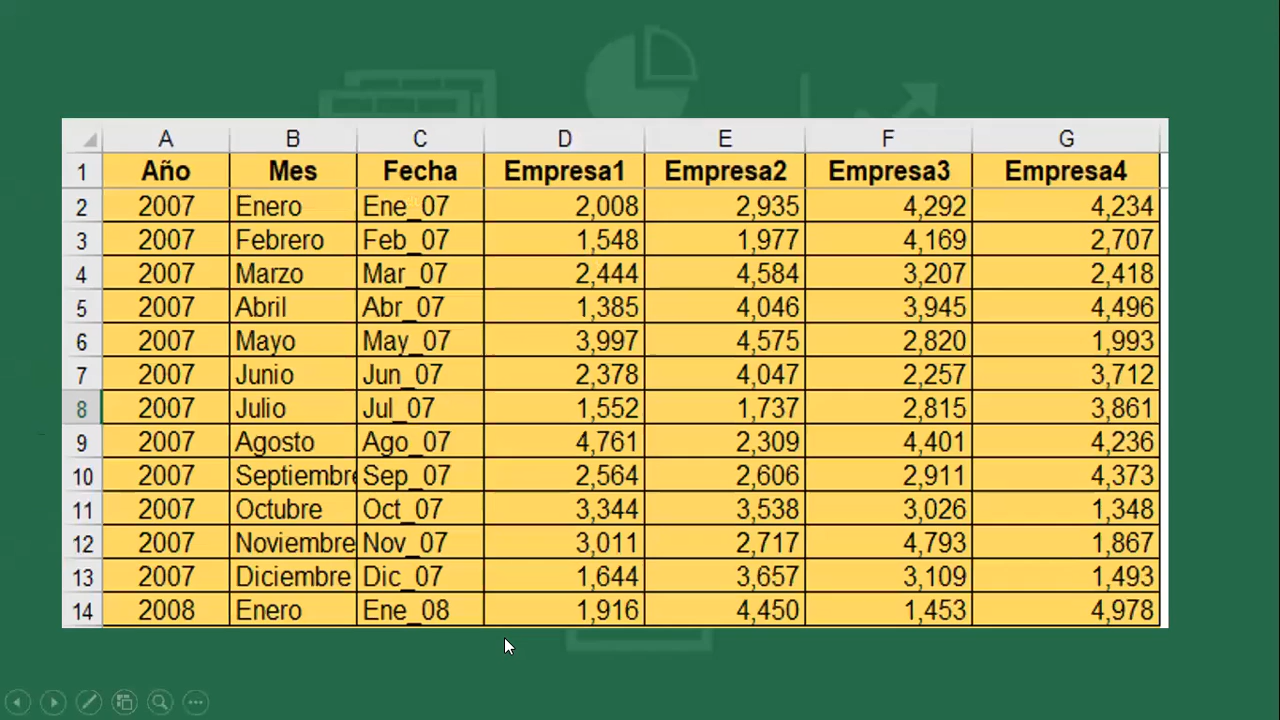 A B C D E F G
1 Año Mes Fecha Empresa1 Empresa2 Empresa3 Empresa4
2 2007 Enero Ene_07 2,008 2,935 4,292 4,234
3 2007 Febrero Feb_07 1,548 1,977 4,169 2,707
4 2007 Marzo Mar_07 2,444 4,584 3,207 2,418
5 2007 Abril Abr_07 1,385 4,046 3,945 4,496
6 2007 Mayo May_07 3,997 4,575 2,820 1,993
7 2007 Junio Jun_07 2,378 4,047 2,257 3,712
8 2007 Julio Jul_07 1,552 1,737 2,815 3,861
9 2007 Agosto Ago_07 4,761 2,309 4,401 4,236
10 2007 Septiembre Sep_07 2,564 2,606 2,911 4,373
11 2007 Octubre Oct_07 3,344 3,538 3,026 1,348
12 2007 Noviembre Nov_07 3,011 2,717 4,793 1,867
13 2007 Diciembre Dic_07 1,644 3,657 3,109 1,493
14 2008 Enero Ene_08 1,916 4,450 1,453 4,978